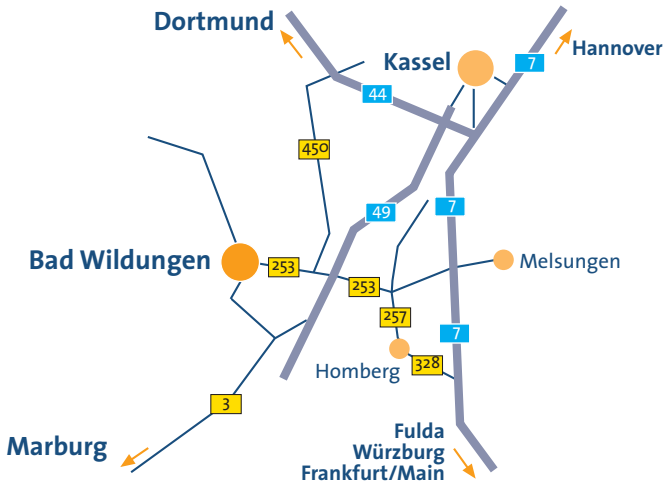 Dortmund
Hannover
Kassel
7
44
450
49
7
Bad Wildungen
253
Melsungen
253
257
7
328
Homberg
3
Marburg
Fulda
Würzburg
Frankfurt/Main